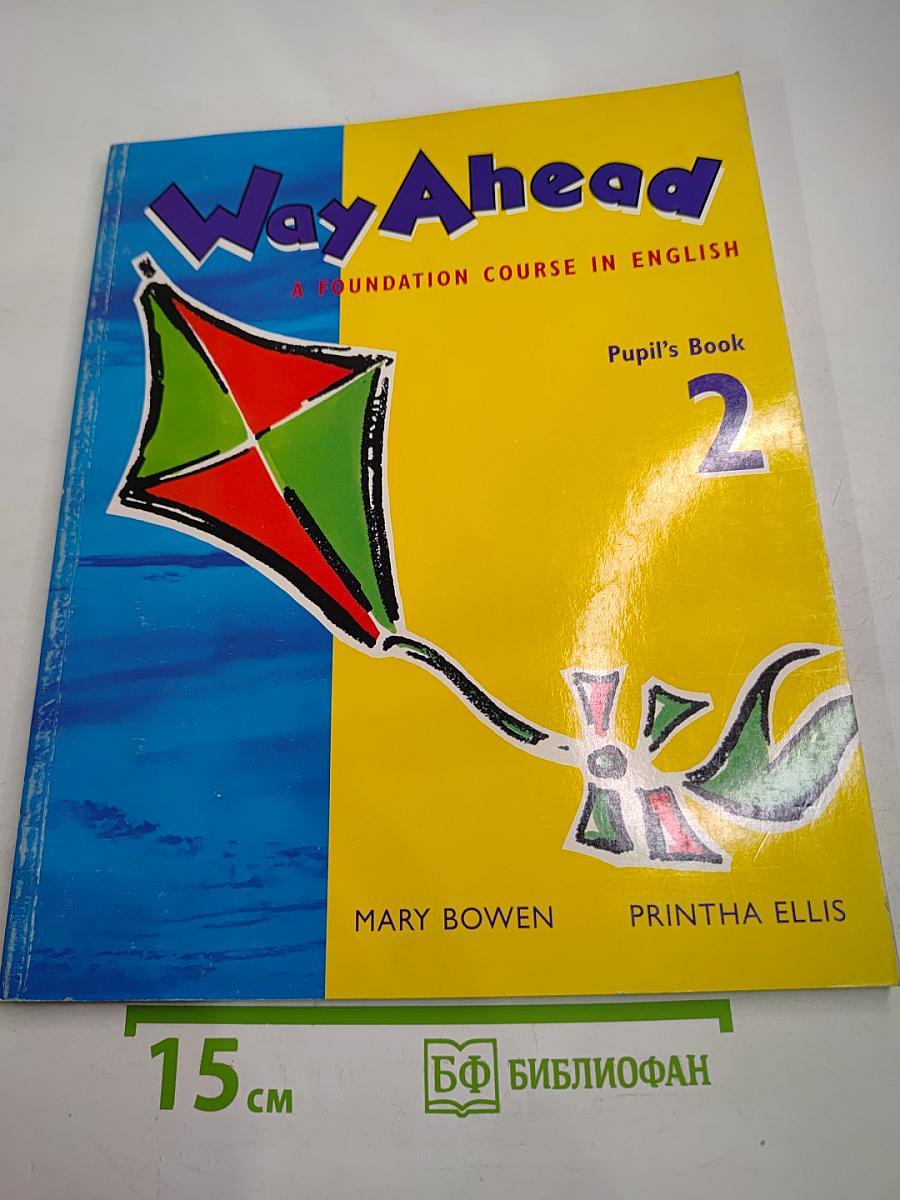 Way Ahead
A FOUNDATION COURSE IN ENGLISH
Pupil's Book
2
MARY BOWEN PRINTHA ELLIS
15 см
БФ БИБЛИОФАН